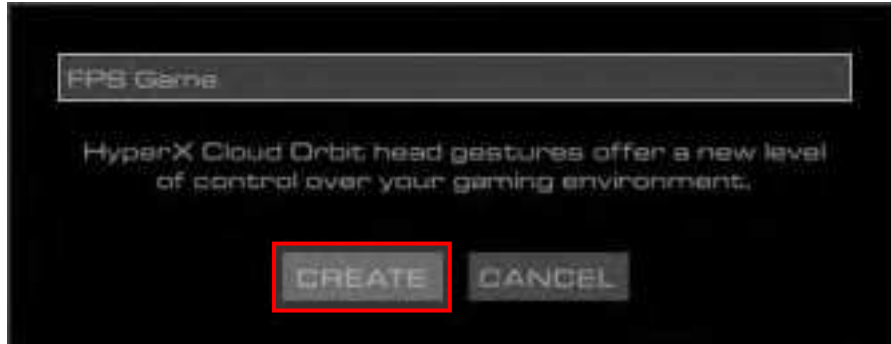 FPS Game
HyperX Cloud Orbit head gestures offer a new level
of control over your gaming environment.
CREATE CANCEL